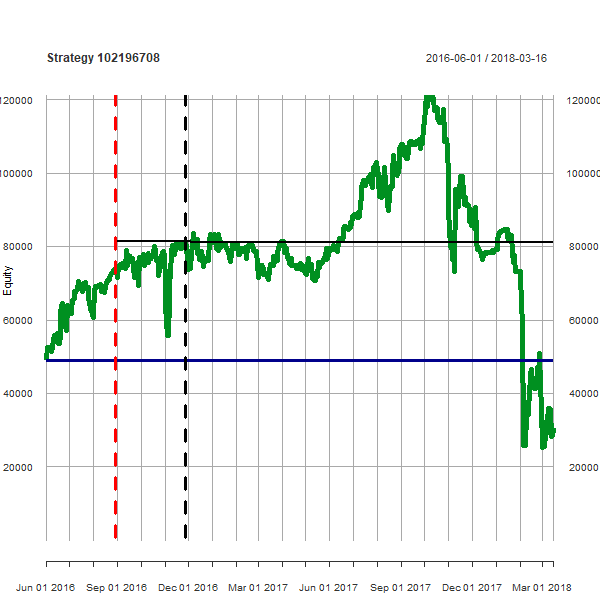 Strategy 102196708 2016-06-01 / 2018-03-16
120000 120000
100000 100000
80000 80000
Equity
60000 60000
40000 40000
20000 20000
Jun 01 2016 Sep 01 2016 Dec 01 2016 Mar 01 2017 Jun 01 2017 Sep 01 2017 Dec 01 2017 Mar 01 2018